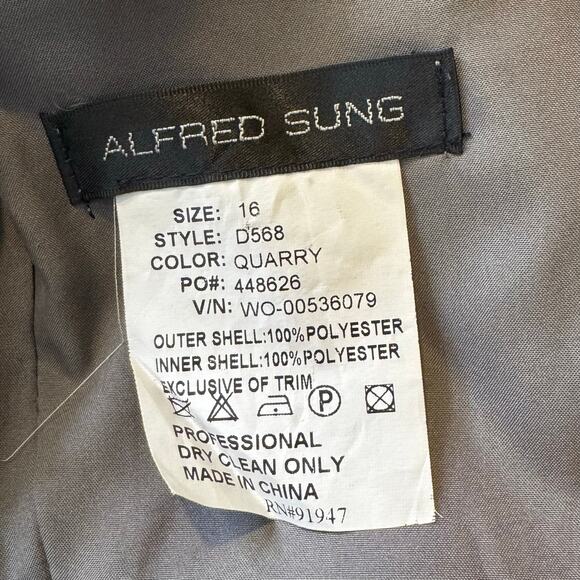 ALFRED SUNG
SIZE: 16
STYLE: D568
COLOR: QUARRY
PO#: 448626
V/N: WO-00536079
OUTER SHELL:100%POLYESTER
INNER SHELL:100%POLYESTER
EXCLUSIVE OF TRIM
P
PROFESSIONAL
DRY CLEAN ONLY
MADE IN CHINA
RN#91947